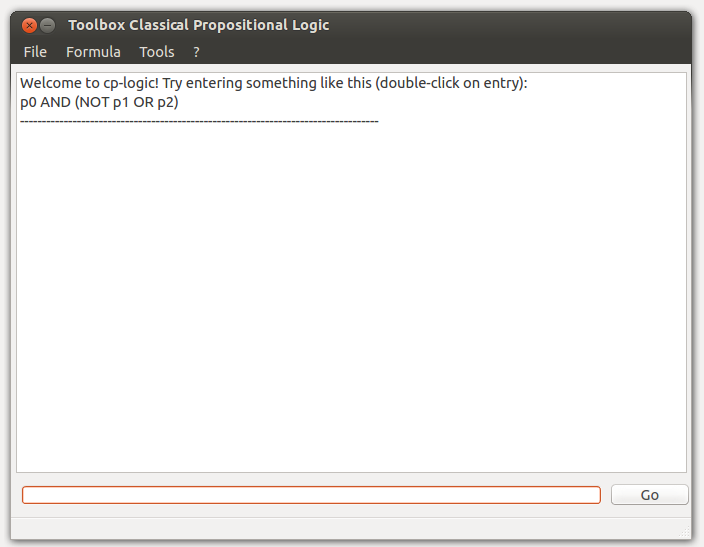 Toolbox Classical Propositional Logic
File Formula Tools ?
Welcome to cp-logic! Try entering something like this (double-click on entry):
p0 AND (NOT p1 OR p2)
--------------------------------------------------------------------------------
Go